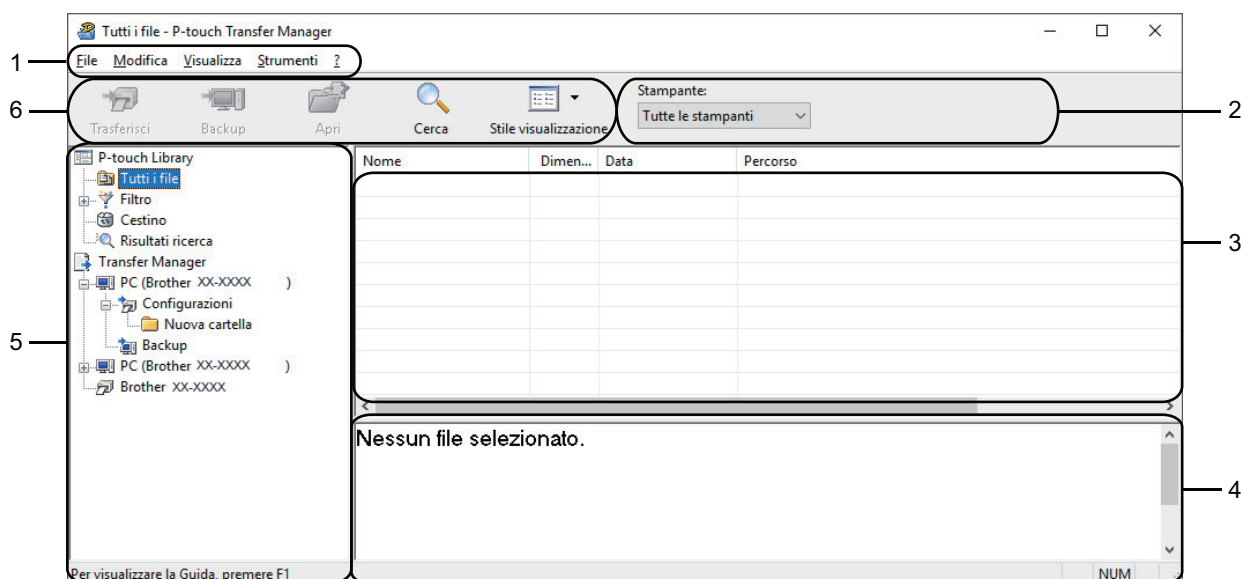 Tutti i file - P-touch Transfer Manager
1
File Modifica Visualizza Strumenti ?
6
Trasferisci Backup Apri Cerca Stile visualizzazione
Stampante:
Tutte le stampanti
2
P-touch Library
Tutti i file
Filtro
Cestino
Risultati ricerca
Transfer Manager
PC (Brother XX-XXXX )
Configurazioni
Nuova cartella
Backup
PC (Brother XX-XXXX )
Brother XX-XXXX
5
Nome Dimen... Data Percorso
3
Nessun file selezionato.
4
Per visualizzare la Guida, premere F1
NUM